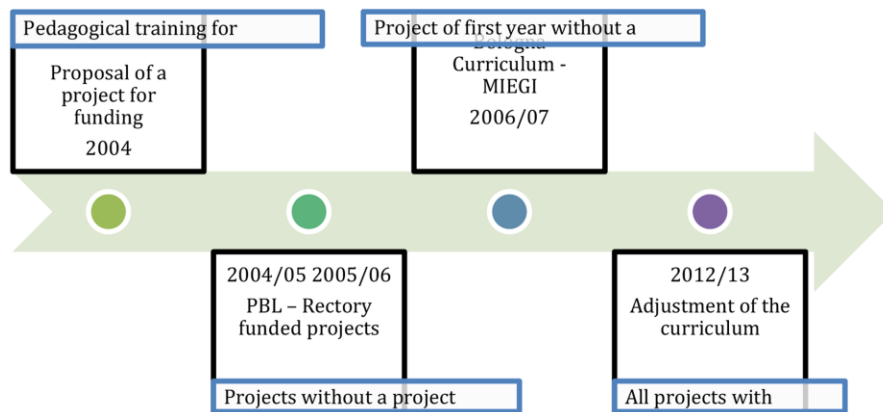 Pedagogical training for
Proposal of a
project for
funding
2004
Project of first year without a
Bologna
Curriculum -
MIEGI
2006/07
2004/05 2005/06
PBL – Rectory
funded projects
Projects without a project
2012/13
Adjustment of the
curriculum
All projects with